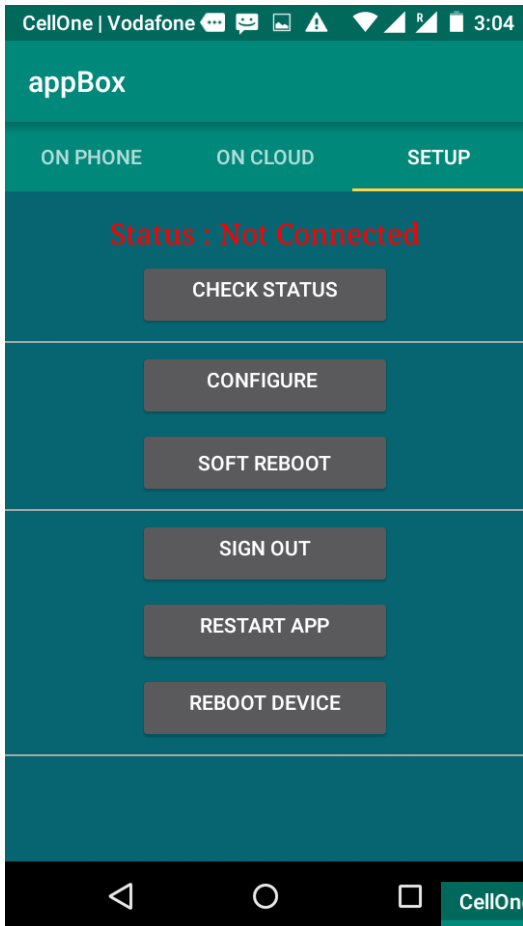 CellOne | Vodafone R 3:04
appBox
ON PHONE ON CLOUD SETUP
Status : Not Connected
CHECK STATUS
CONFIGURE
SOFT REBOOT
SIGN OUT
RESTART APP
REBOOT DEVICE
CellOn